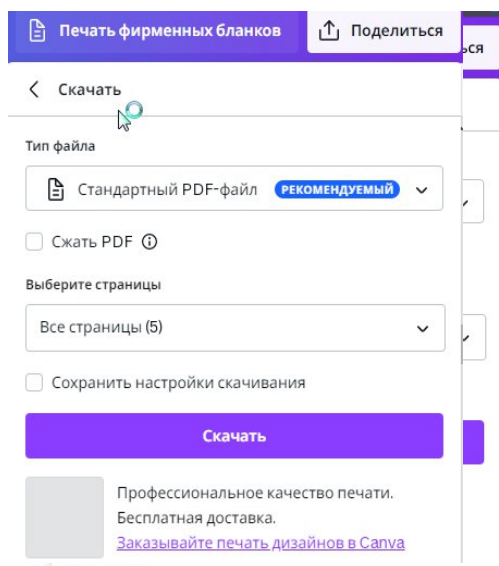 Печать фирменных бланков
Поделиться
ься
Скачать
Тип файла
Стандартный PDF-файл РЕКОМЕНДУЕМЫЙ
Сжать PDF
Выберите страницы
Все страницы (5)
Сохранить настройки скачивания
Скачать
Профессиональное качество печати.
Бесплатная доставка.
Заказывайте печать дизайнов в Canva